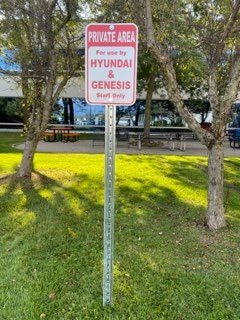 PRIVATE AREA
For use by
HYUNDAI
&
GENESIS
Staff Only